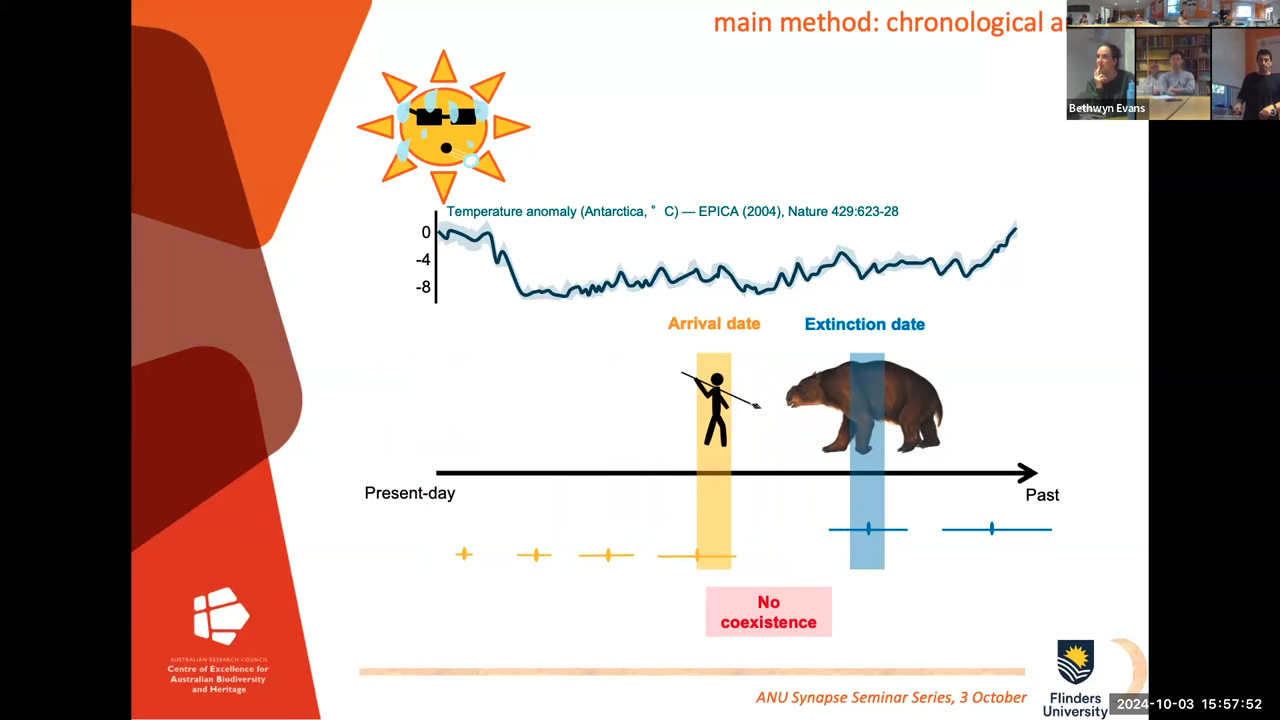 main method: chronological a
Bethwyn Evans
Temperature anomaly (Antarctica, ° C) — EPICA (2004), Nature 429:623-28
0
-4
-8
Arrival date
Extinction date
Present-day
Past
No
coexistence
AUSTRALIAN RESEARCH COUNCIL
Centre of Excellence for
Australian Biodiversity
and Heritage
ANU Synapse Seminar Series, 3 October
Flinders
University
2024-10-03 15:57:52